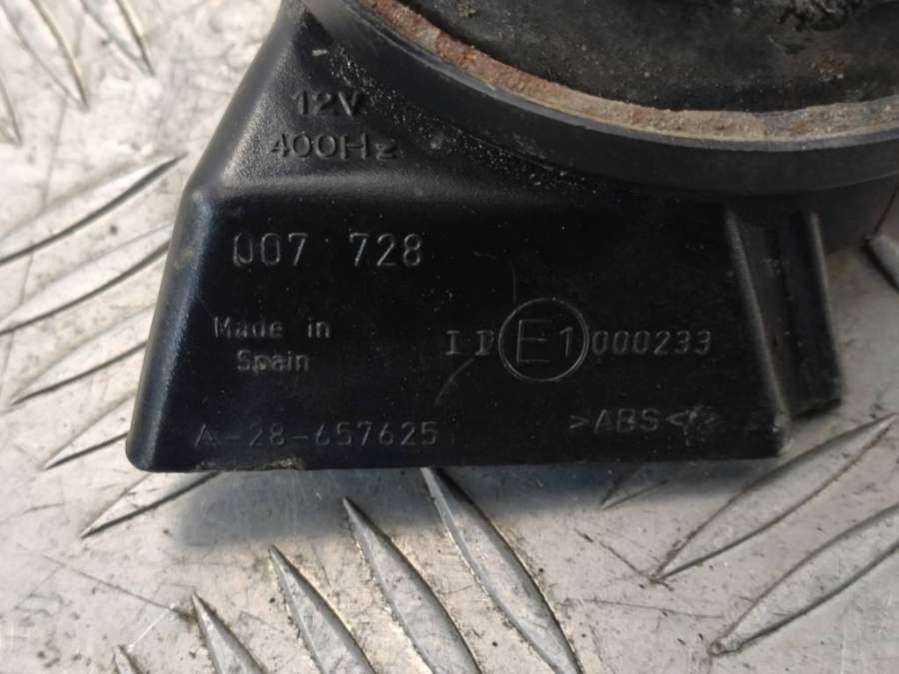 12V
400Hz
007 728
Made in
Spain
E1 000233
A-28-657625
>ABS<